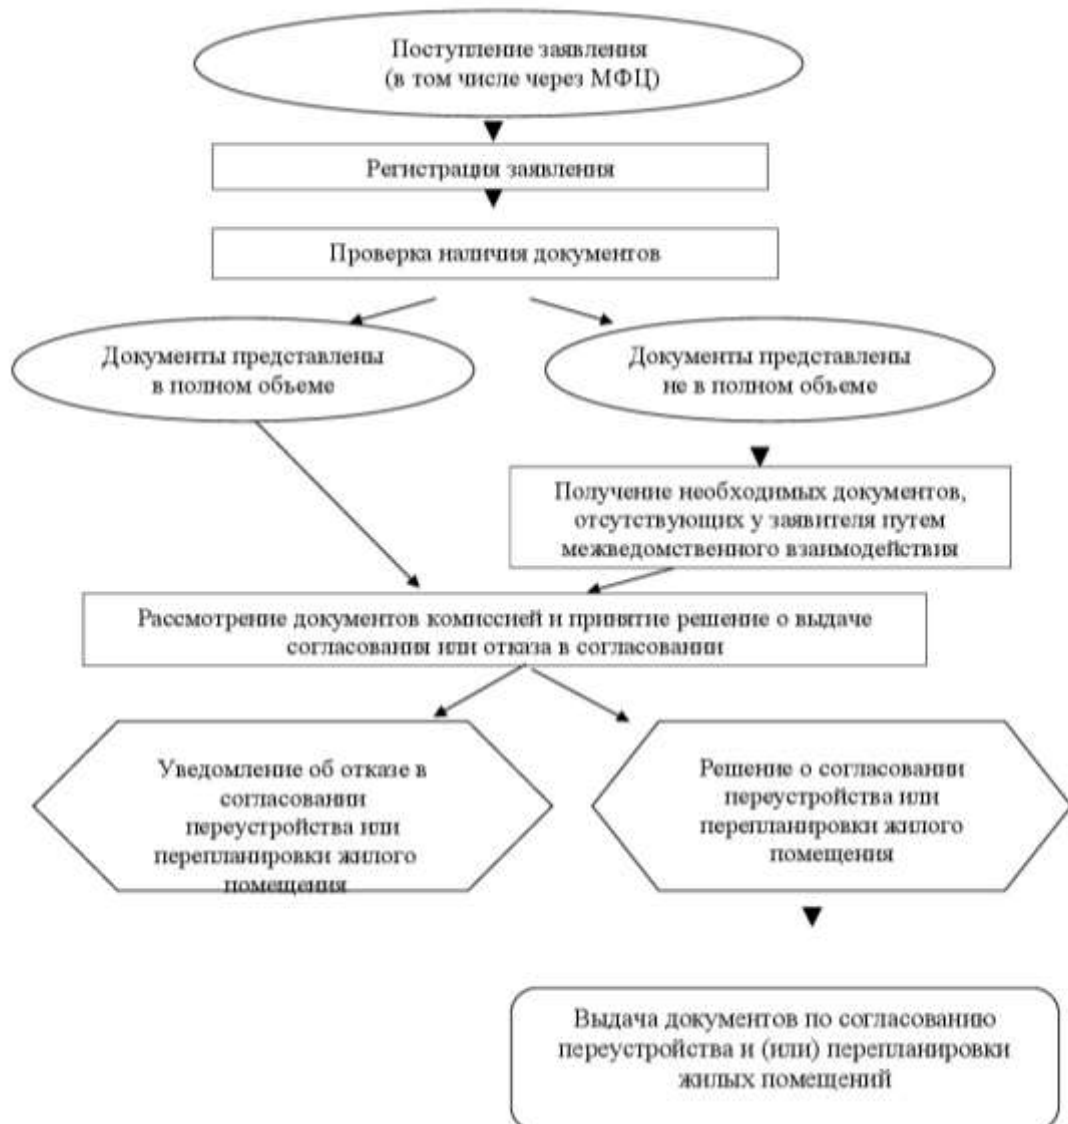 Поступление заявления
(в том числе через МФЦ)
Регистрация заявления
Проверка наличия документов
Документы представлены
в полном объеме
Документы представлены
не в полном объеме
Получение необходимых документов,
отсутствующих у заявителя путем
межведомственного взаимодействия
Рассмотрение документов комиссией и принятие решение о выдаче
согласования или отказа в согласовании
Уведомление об отказе в
согласовании
переустройства или
перепланировки жилого
помещения
Решение о согласовании
переустройства или
перепланировки жилого
помещения
Выдача документов по согласованию
переустройства и (или) перепланировки
жилых помещений